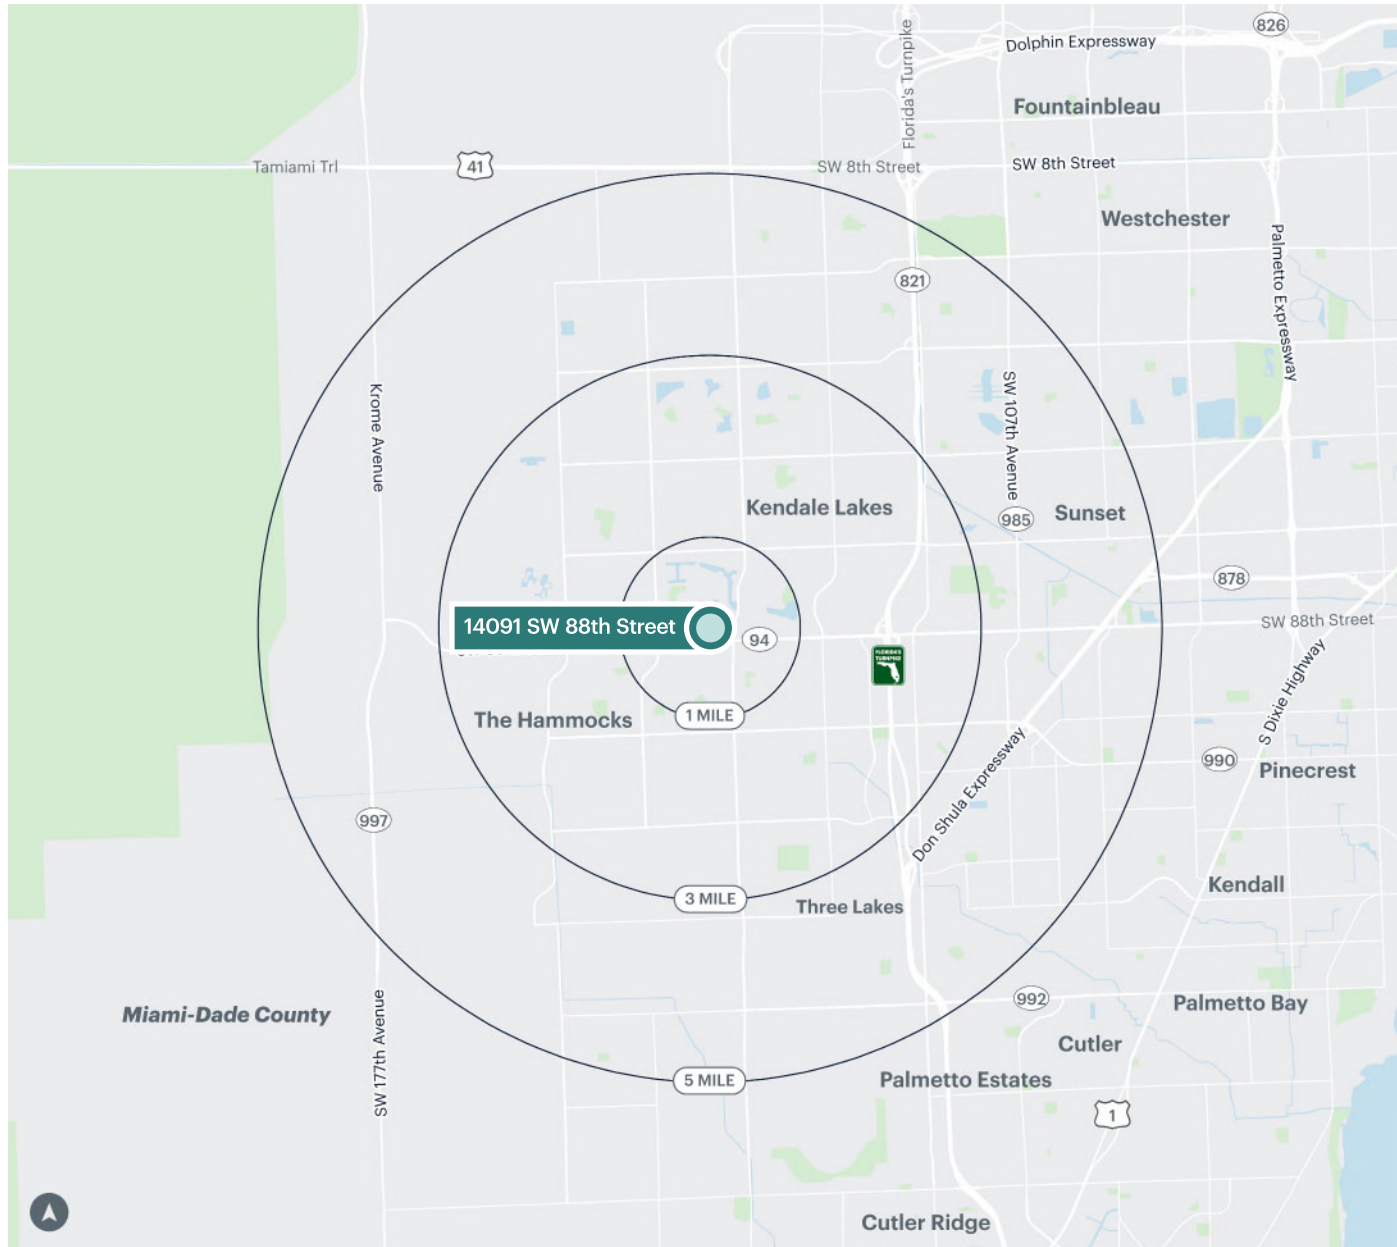 826
Dolphin Expressway
Florida's Turnpike
Fountainbleau
Tamiami Trl
41
SW 8th Street
SW 8th Street
Westchester
Palmetto Expressway
821
Krome Avenue
SW 107th Avenue
Kendale Lakes
985
Sunset
878
14091 SW 88th Street
94
SW 88th Street
FLORIDA'S
TURNPIKE
S Dixie Highway
The Hammocks
1 MILE
Don Shula Expressway
990
Pinecrest
997
Kendall
3 MILE
Three Lakes
992
Palmetto Bay
Miami-Dade County
SW 177th Avenue
Cutler
5 MILE
Palmetto Estates
1
Cutler Ridge